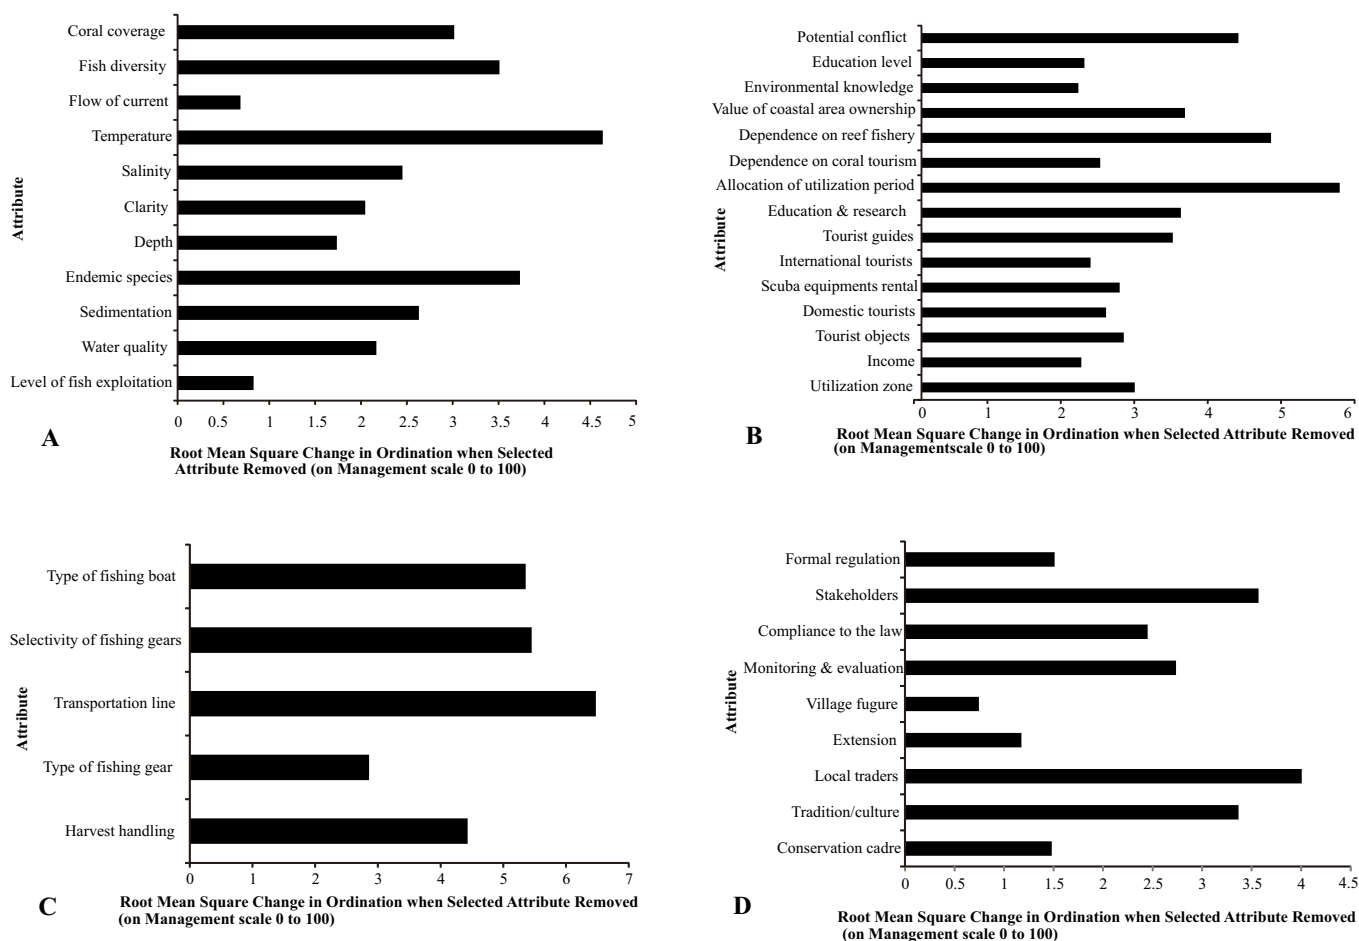 Coral coverage
Fish diversity
Flow of current
Temperature
Salinity
Clarity
Depth
Endemic species
Sedimentation
Water quality
Level of fish exploitation
Attribute
0 0.5 1 1.5 2 2.5 3 3.5 4 4.5 5
A
Root Mean Square Change in Ordination when Selected
Attribute Removed (on Management scale 0 to 100)
Potential conflict
Education level
Environmental knowledge
Value of coastal area ownership
Dependence on reef fishery
Dependence on coral tourism
Allocation of utilization period
Education & research
Tourist guides
International tourists
Scuba equipments rental
Domestic tourists
Tourist objects
Income
Utilization zone
Attribute
0 1 2 3 4 5 6
B
Root Mean Square Change in Ordination when Selected Attribute Removed
(on Managementscale 0 to 100)
Type of fishing boat
Selectivity of fishing gears
Transportation line
Type of fishing gear
Harvest handling
Attribute
0 1 2 3 4 5 6 7
C
Root Mean Square Change in Ordination when Selected Attribute Removed
(on Management scale 0 to 100)
Formal regulation
Stakeholders
Compliance to the law
Monitoring & evaluation
Village fugure
Extension
Local traders
Tradition/culture
Conservation cadre
Attribute
0 0.5 1 1.5 2 2.5 3 3.5 4 4.5
D
Root Mean Square Change in Ordination when Selected Attribute Removed
(on Management scale 0 to 100)